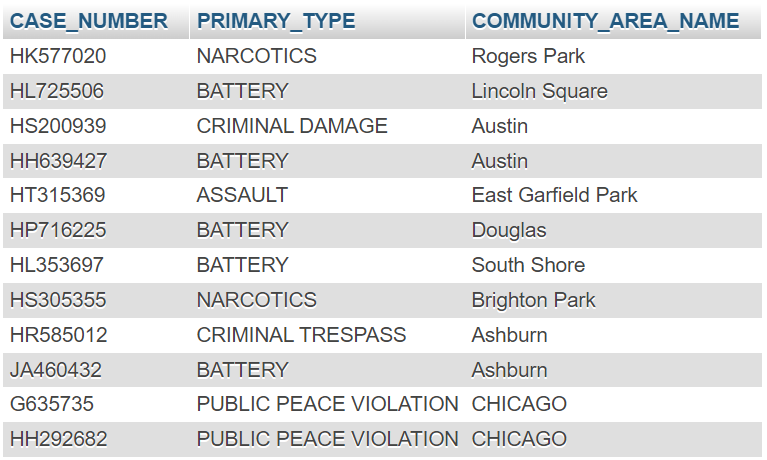 CASE_NUMBER PRIMARY_TYPE COMMUNITY_AREA_NAME
HK577020 NARCOTICS Rogers Park
HL725506 BATTERY Lincoln Square
HS200939 CRIMINAL DAMAGE Austin
HH639427 BATTERY Austin
HT315369 ASSAULT East Garfield Park
HP716225 BATTERY Douglas
HL353697 BATTERY South Shore
HS305355 NARCOTICS Brighton Park
HR585012 CRIMINAL TRESPASS Ashburn
JA460432 BATTERY Ashburn
G635735 PUBLIC PEACE VIOLATION CHICAGO
HH292682 PUBLIC PEACE VIOLATION CHICAGO